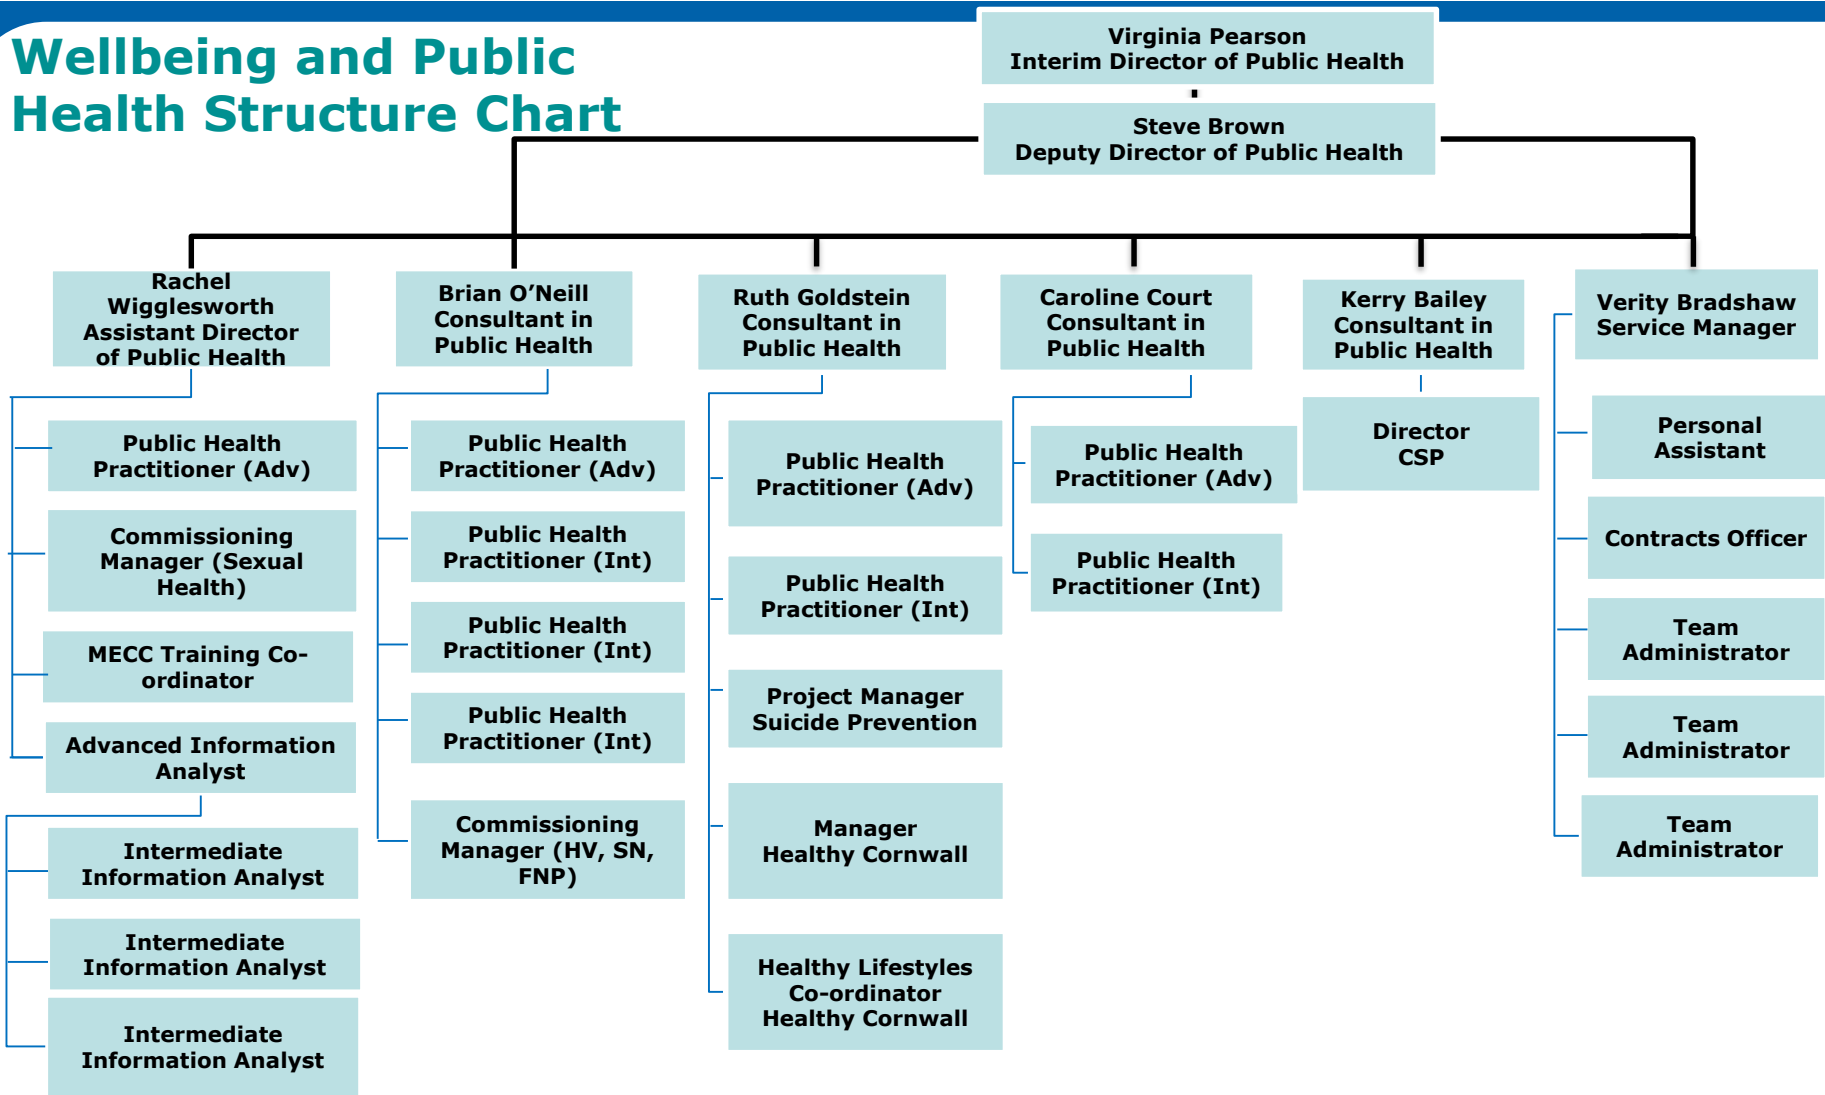 Wellbeing and Public
Health Structure Chart
Virginia Pearson
Interim Director of Public Health
Steve Brown
Deputy Director of Public Health
Rachel
Wigglesworth
Assistant Director
of Public Health
Public Health
Practitioner (Adv)
Commissioning
Manager (Sexual
Health)
MECC Training Co-
ordinator
Advanced Information
Analyst
Intermediate
Information Analyst
Intermediate
Information Analyst
Intermediate
Information Analyst
Brian O’Neill
Consultant in
Public Health
Public Health
Practitioner (Adv)
Public Health
Practitioner (Int)
Public Health
Practitioner (Int)
Public Health
Practitioner (Int)
Commissioning
Manager (HV, SN,
FNP)
Ruth Goldstein
Consultant in
Public Health
Public Health
Practitioner (Adv)
Public Health
Practitioner (Int)
Project Manager
Suicide Prevention
Manager
Healthy Cornwall
Healthy Lifestyles
Co-ordinator
Healthy Cornwall
Caroline Court
Consultant in
Public Health
Public Health
Practitioner (Adv)
Public Health
Practitioner (Int)
Kerry Bailey
Consultant in
Public Health
Director
CSP
Verity Bradshaw
Service Manager
Personal
Assistant
Contracts Officer
Team
Administrator
Team
Administrator
Team
Administrator